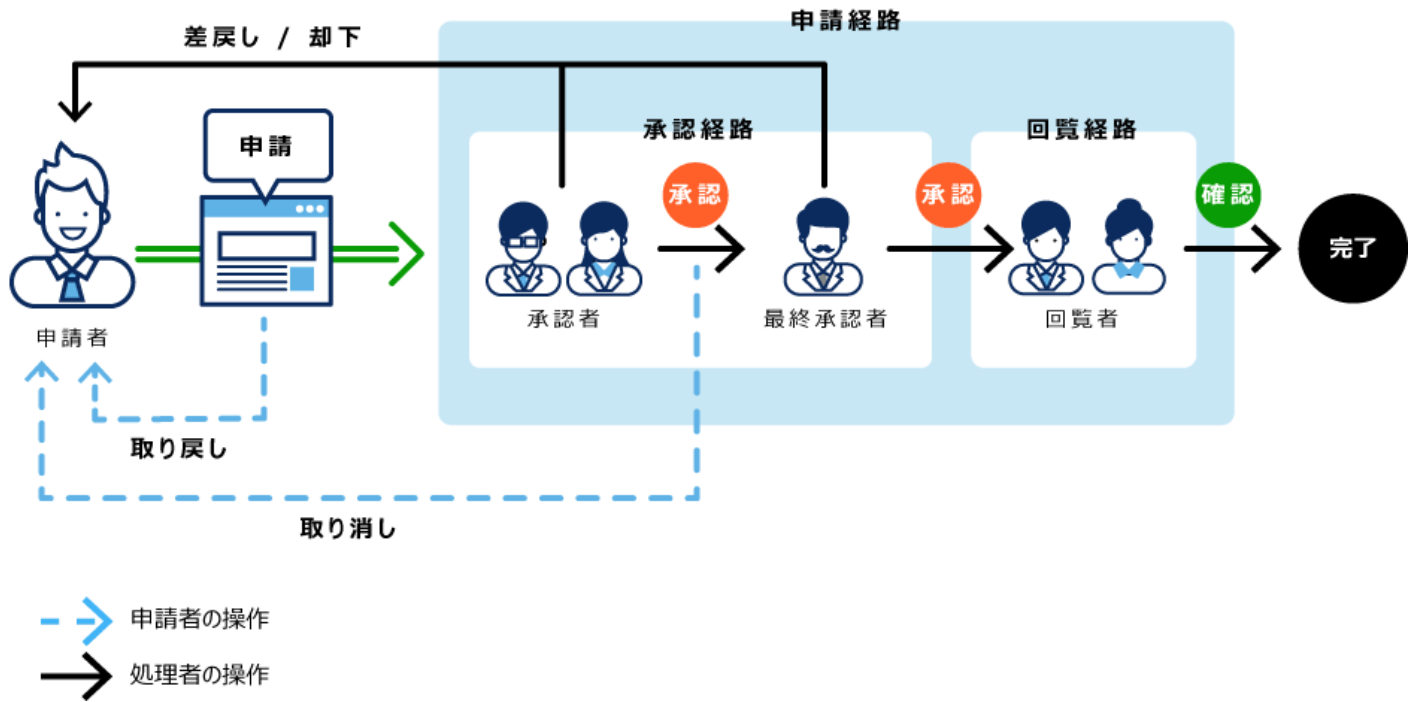 申請経路
差戻し / 却下
承認経路
回覧経路
申請
承認
承認
確認
完了
申請者
承認者
最終承認者
回覧者
取り戻し
取り消し
申請者の操作
処理者の操作